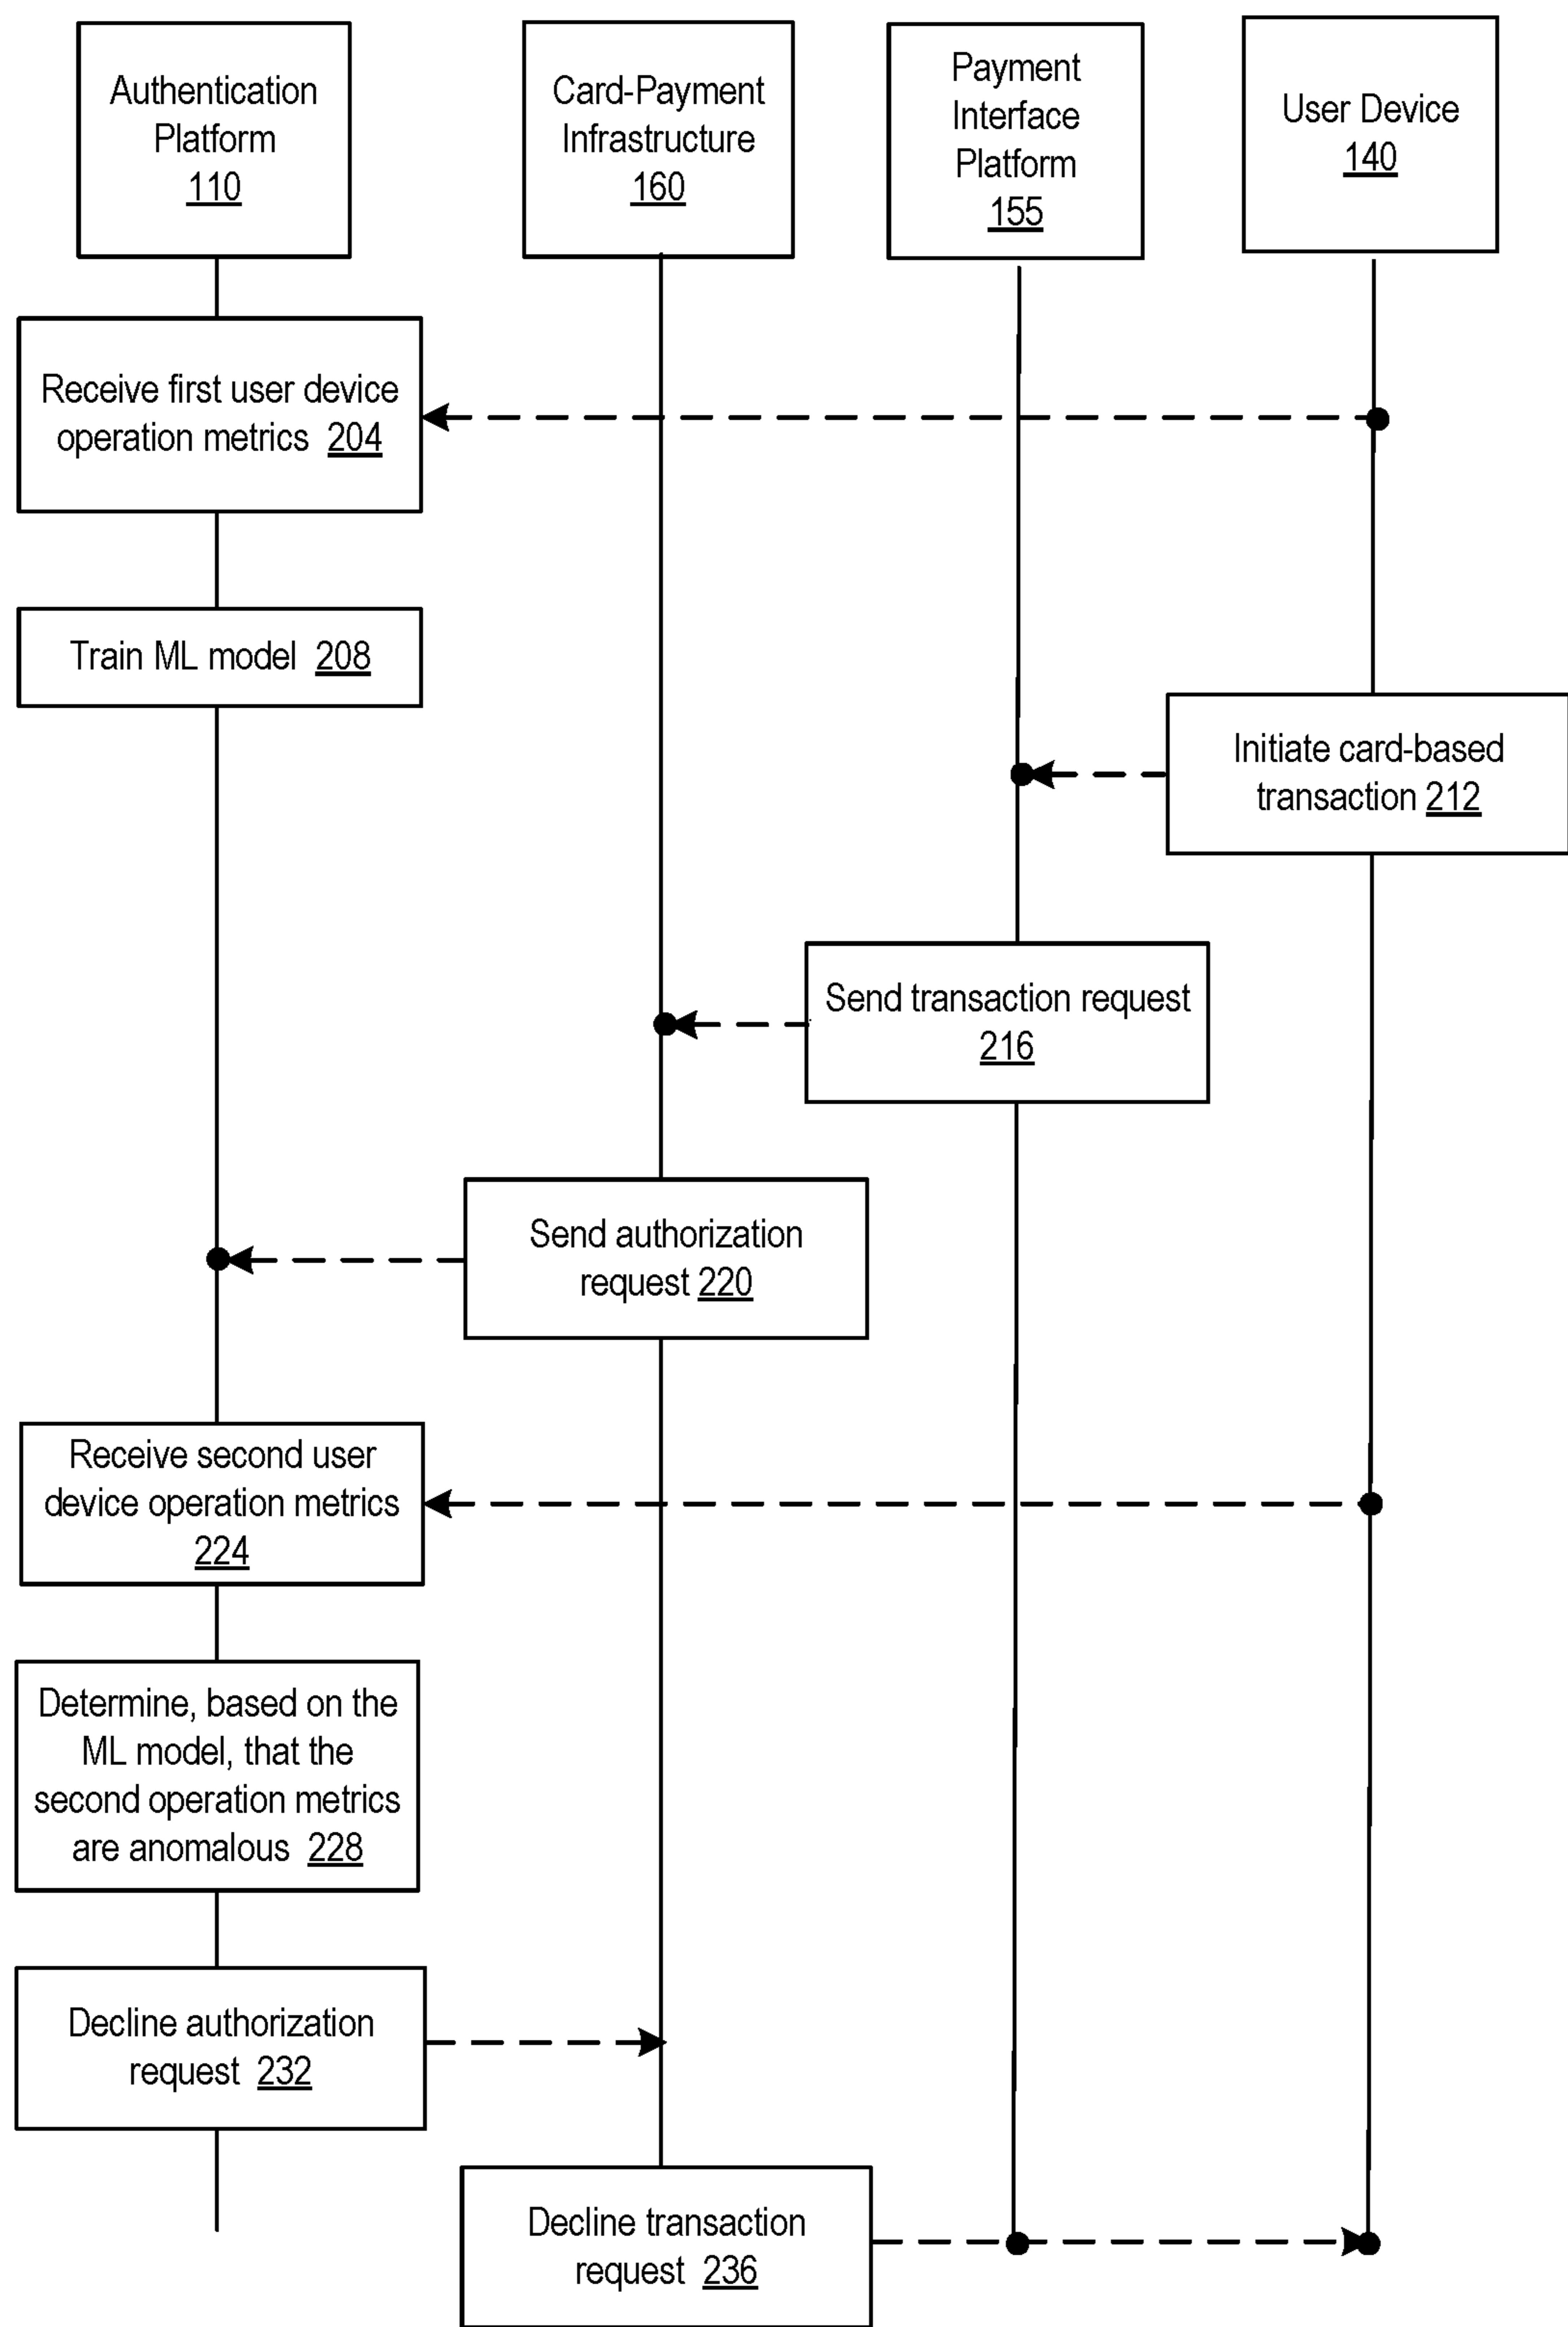 Authentication
Platform
110
Card-Payment
Infrastructure
160
Payment
Interface
Platform
155
User Device
140
Receive first user device
operation metrics 204
Train ML model 208
Initiate card-based
transaction 212
Send transaction request
216
Send authorization
request 220
Receive second user
device operation metrics
224
Determine, based on the
ML model, that the
second operation metrics
are anomalous 228
Decline authorization
request 232
Decline transaction
request 236